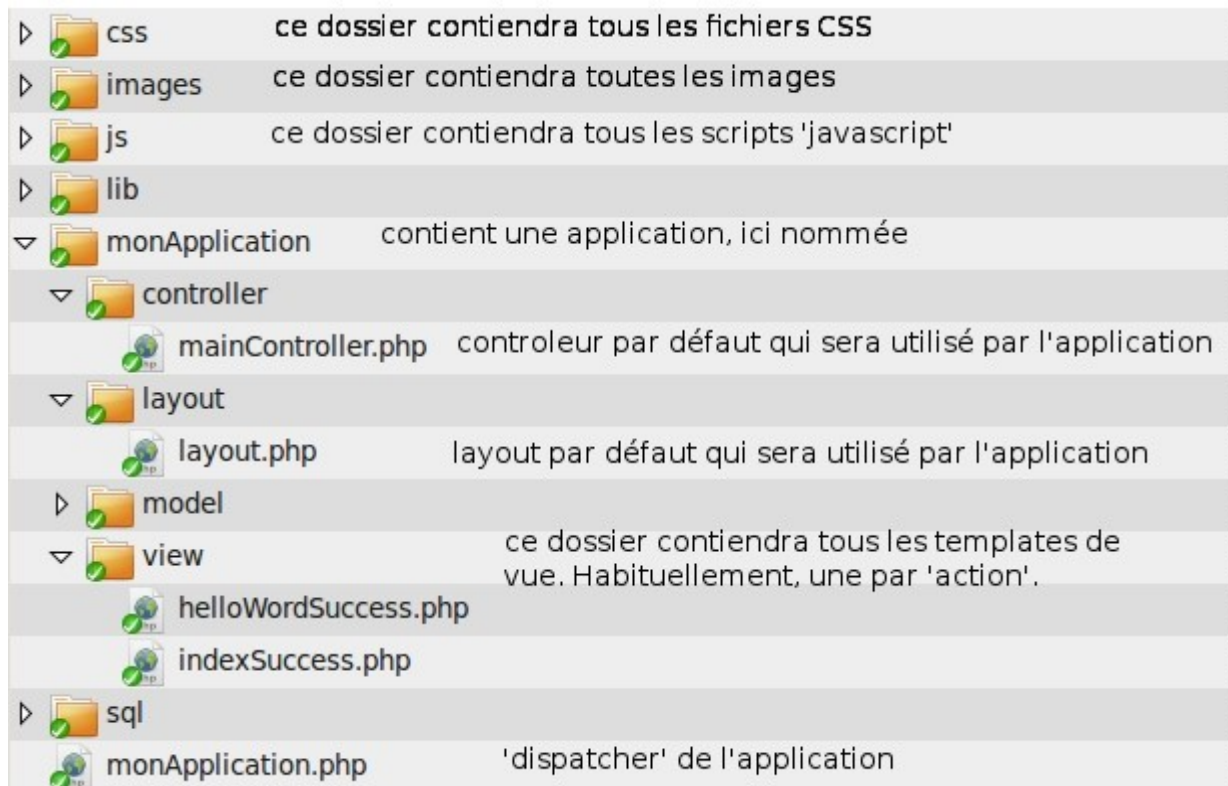 css ce dossier contiendra tous les fichiers CSS
images ce dossier contiendra toutes les images
js ce dossier contiendra tous les scripts 'javascript'
lib
monApplication contient une application, ici nommée
controller
mainController.php controleur par défaut qui sera utilisé par l'application
layout
layout.php layout par défaut qui sera utilisé par l'application
model
view ce dossier contiendra tous les templates de
vue. Habituellement, une par 'action'.
helloWordSuccess.php
indexSuccess.php
sql
monApplication.php 'dispatcher' de l'application